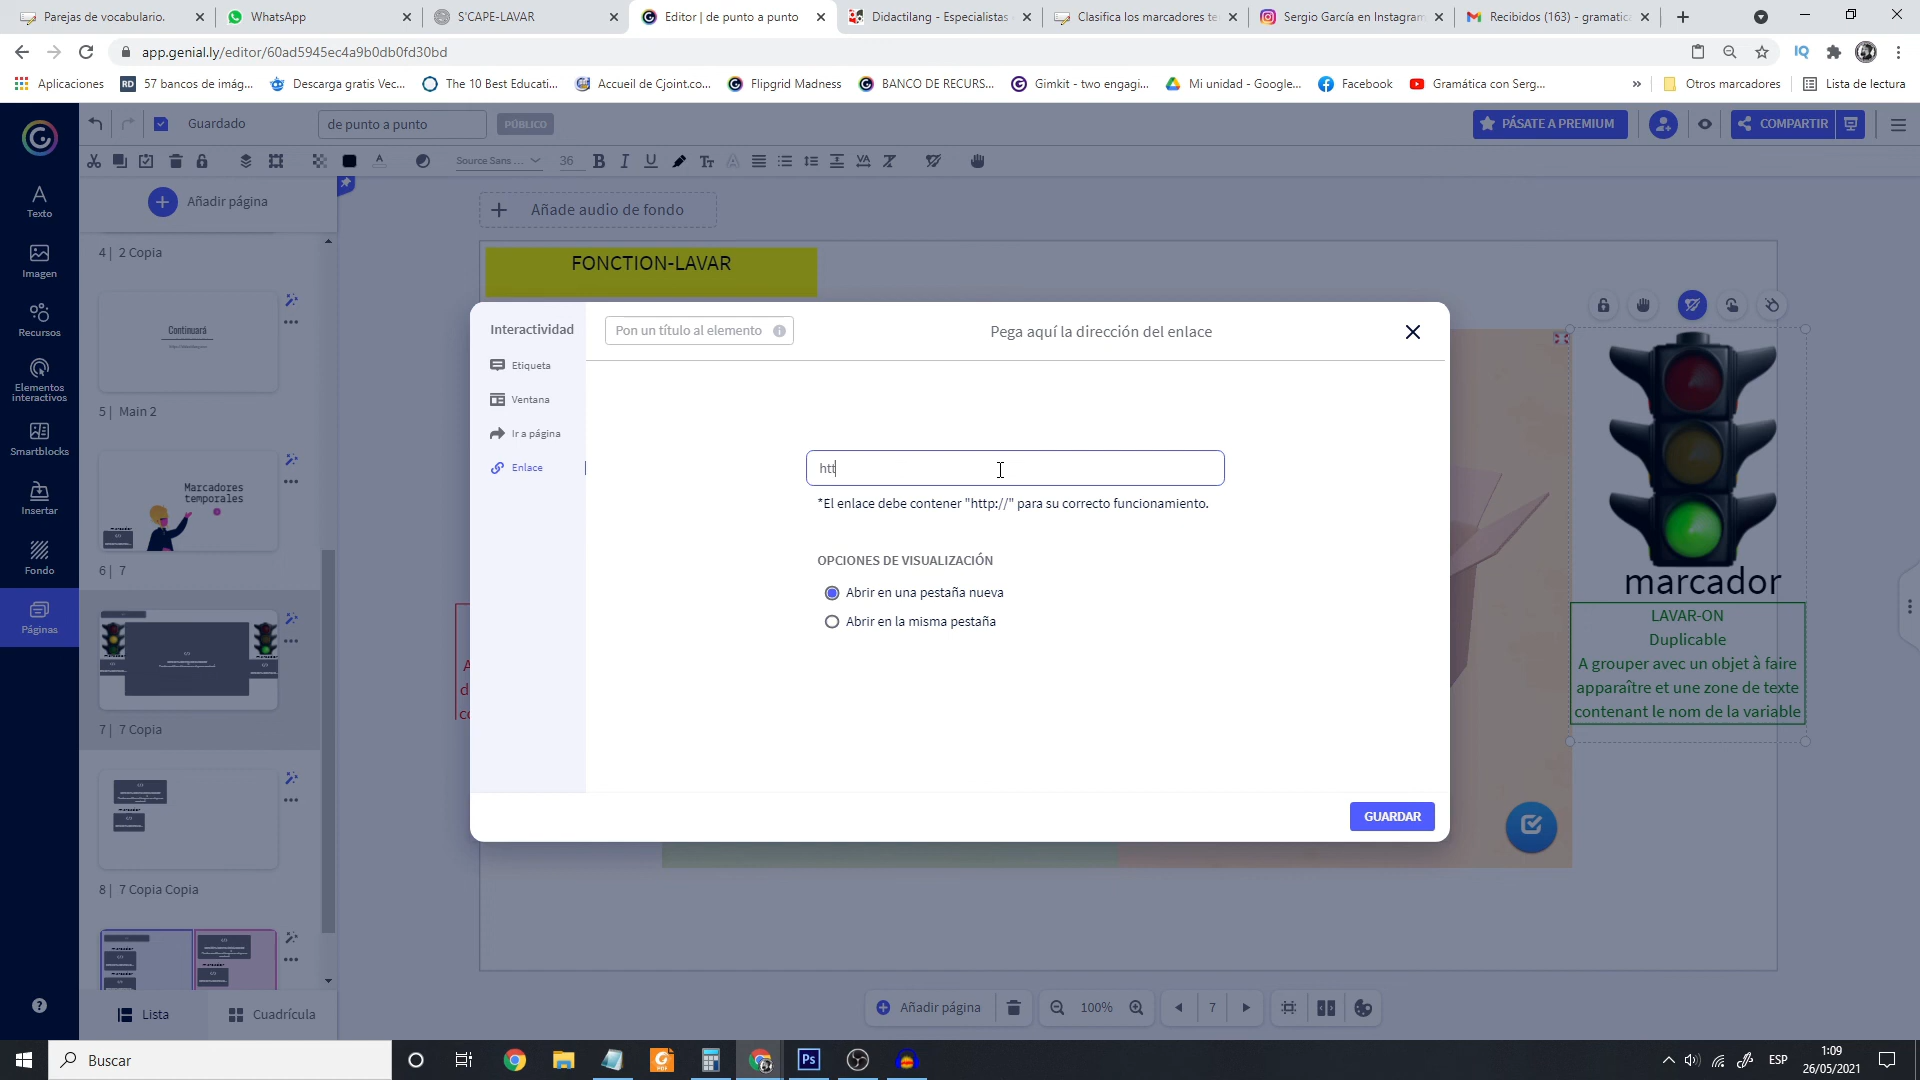 Parejas de vocabulario.
WhatsApp
S'CAPE-LAVAR
Editor | de punto a punto
Didactilang - Especialistas
Clasifica los marcadores te
Sergio García en Instagram
Recibidos (163) - gramatic
app.genial.ly/editor/60ad5945ec4a9b0db0fd30bd
Aplicaciones
57 bancos de imág...
Descarga gratis Vec...
The 10 Best Educati...
Accueil de Cjoint.co...
Flipgrid Madness
BANCO DE RECURS...
Gimkit - two engagi...
Mi unidad - Google...
Facebook
Gramática con Serg...
»
Otros marcadores
Lista de lectura
Guardado
de punto a punto
PÚBLICO
PÁSATE A PREMIUM
COMPARTIR
Source Sans ...
36
Texto
Imagen
Recursos
Elementos
interactivos
Smartblocks
Insertar
Fondo
Páginas
Añadir página
4 | 2 Copia
Continuará
5 | Main 2
Marcadores
temporales
6 | 7
7 | 7 Copia
8 | 7 Copia Copia
Lista
Cuadrícula
Añade audio de fondo
FONCTION-LAVAR
Interactividad
Etiqueta
Ventana
Ir a página
Enlace
Pon un título al elemento
Pega aquí la dirección del enlace
htt
*El enlace debe contener "http://" para su correcto funcionamiento.
OPCIONES DE VISUALIZACIÓN
Abrir en una pestaña nueva
Abrir en la misma pestaña
GUARDAR
marcador
LAVAR-ON
Duplicable
A grouper avec un objet à faire
apparaître et une zone de texte
contenant le nom de la variable
Añadir página
100%
7
Buscar
Ps
ESP
1:09
26/05/2021